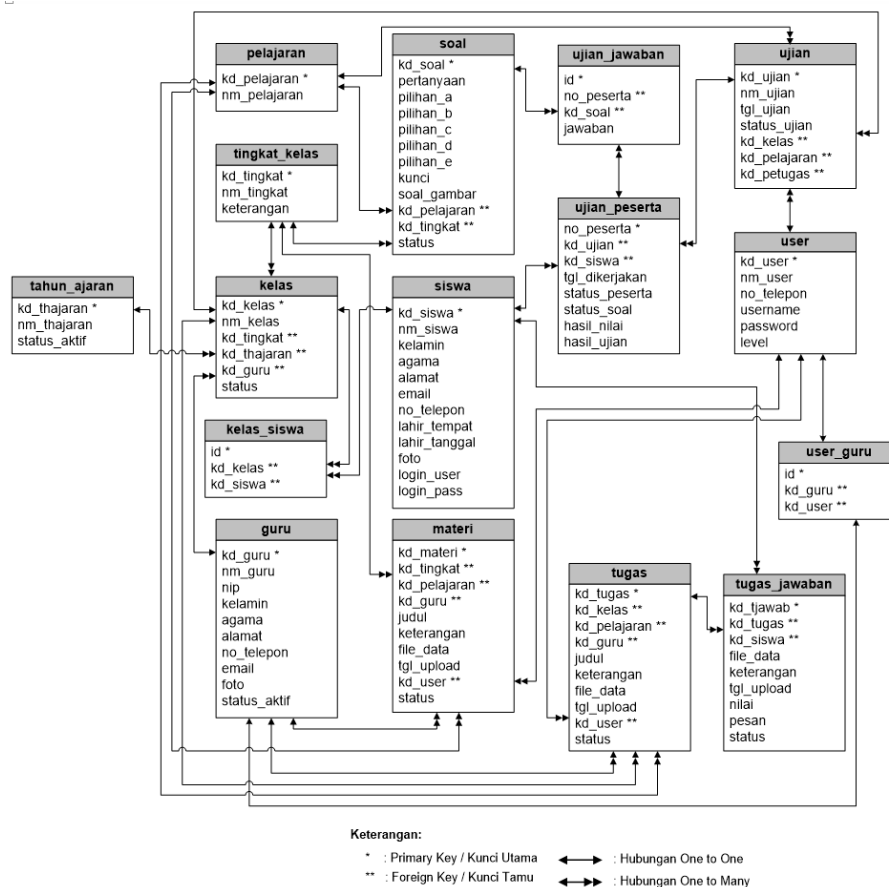 pelajaran
kd_pelajaran *
nm_pelajaran
soal
kd_soal *
pertanyaan
pilihan_a
pilihan_b
pilihan_c
pilihan_d
pilihan_e
kunci
soal_gambar
kd_pelajaran **
kd_tingkat **
status
ujian_jawaban
id *
no_peserta **
kd_soal **
jawaban
ujian
kd_ujian *
nm_ujian
tgl_ujian
status_ujian
kd_kelas **
kd_pelajaran **
kd_petugas **
tingkat_kelas
kd_tingkat *
nm_tingkat
keterangan
ujian_peserta
no_peserta *
kd_ujian **
kd_siswa **
tgl_dikerjakan
status_peserta
status_soal
hasil_nilai
hasil_ujian
user
kd_user *
nm_user
no_telepon
username
password
level
tahun_ajaran
kd_thajaran *
nm_thajaran
status_aktif
kelas
kd_kelas *
nm_kelas
kd_tingkat **
kd_thajaran **
kd_guru **
status
siswa
kd_siswa *
nm_siswa
kelamin
agama
alamat
email
no_telepon
lahir_tempat
lahir_tanggal
foto
login_user
login_pass
kelas_siswa
id *
kd_kelas **
kd_siswa **
user_guru
id *
kd_guru **
kd_user **
guru
kd_guru *
nm_guru
nip
kelamin
agama
alamat
no_telepon
email
foto
status_aktif
materi
kd_materi *
kd_tingkat **
kd_pelajaran **
kd_guru **
judul
keterangan
file_data
tgl_upload
kd_user **
status
tugas
kd_tugas *
kd_kelas **
kd_pelajaran **
kd_guru **
judul
keterangan
file_data
tgl_upload
kd_user **
status
tugas_jawaban
kd_tjawab *
kd_tugas **
kd_siswa **
file_data
keterangan
tgl_upload
nilai
pesan
status
Keterangan:
* : Primary Key / Kunci Utama : Hubungan One to One
** : Foreign Key / Kunci Tamu : Hubungan One to Many